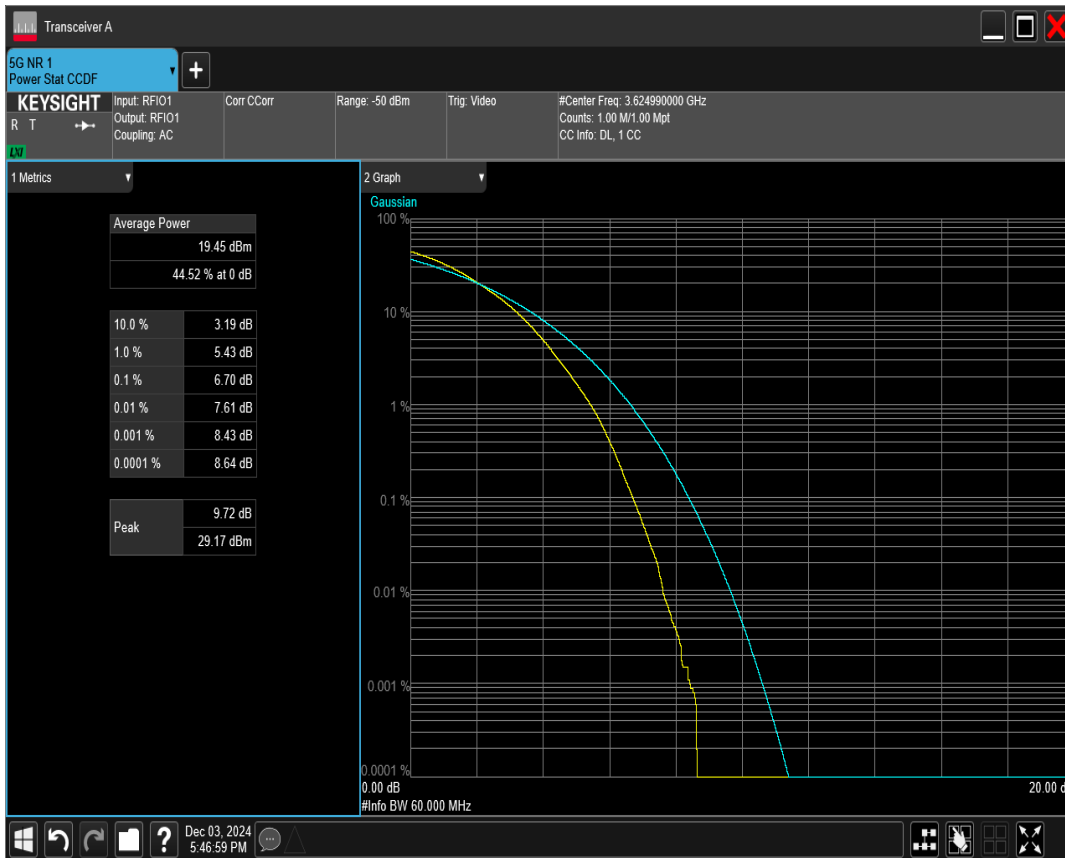 Transceiver A
5G NR 1
Power Stat CCDF
+
KEYSIGHT
R T
LXI
Input: RFIO1
Output: RFIO1
Coupling: AC
Corr CCorr
Range: -50 dBm
Trig: Video
#Center Freq: 3.624990000 GHz
Counts: 1.00 M/1.00 Mpt
CC Info: DL, 1 CC
1 Metrics
Average Power
19.45 dBm
44.52 % at 0 dB
10.0 % 3.19 dB
1.0 % 5.43 dB
0.1 % 6.70 dB
0.01 % 7.61 dB
0.001 % 8.43 dB
0.0001 % 8.64 dB
Peak 9.72 dB
29.17 dBm
2 Graph
Gaussian
100 %
10 %
1 %
0.1 %
0.01 %
0.001 %
0.0001 %
0.00 dB 20.00 d
#Info BW 60.000 MHz
?
Dec 03, 2024
5:46:59 PM